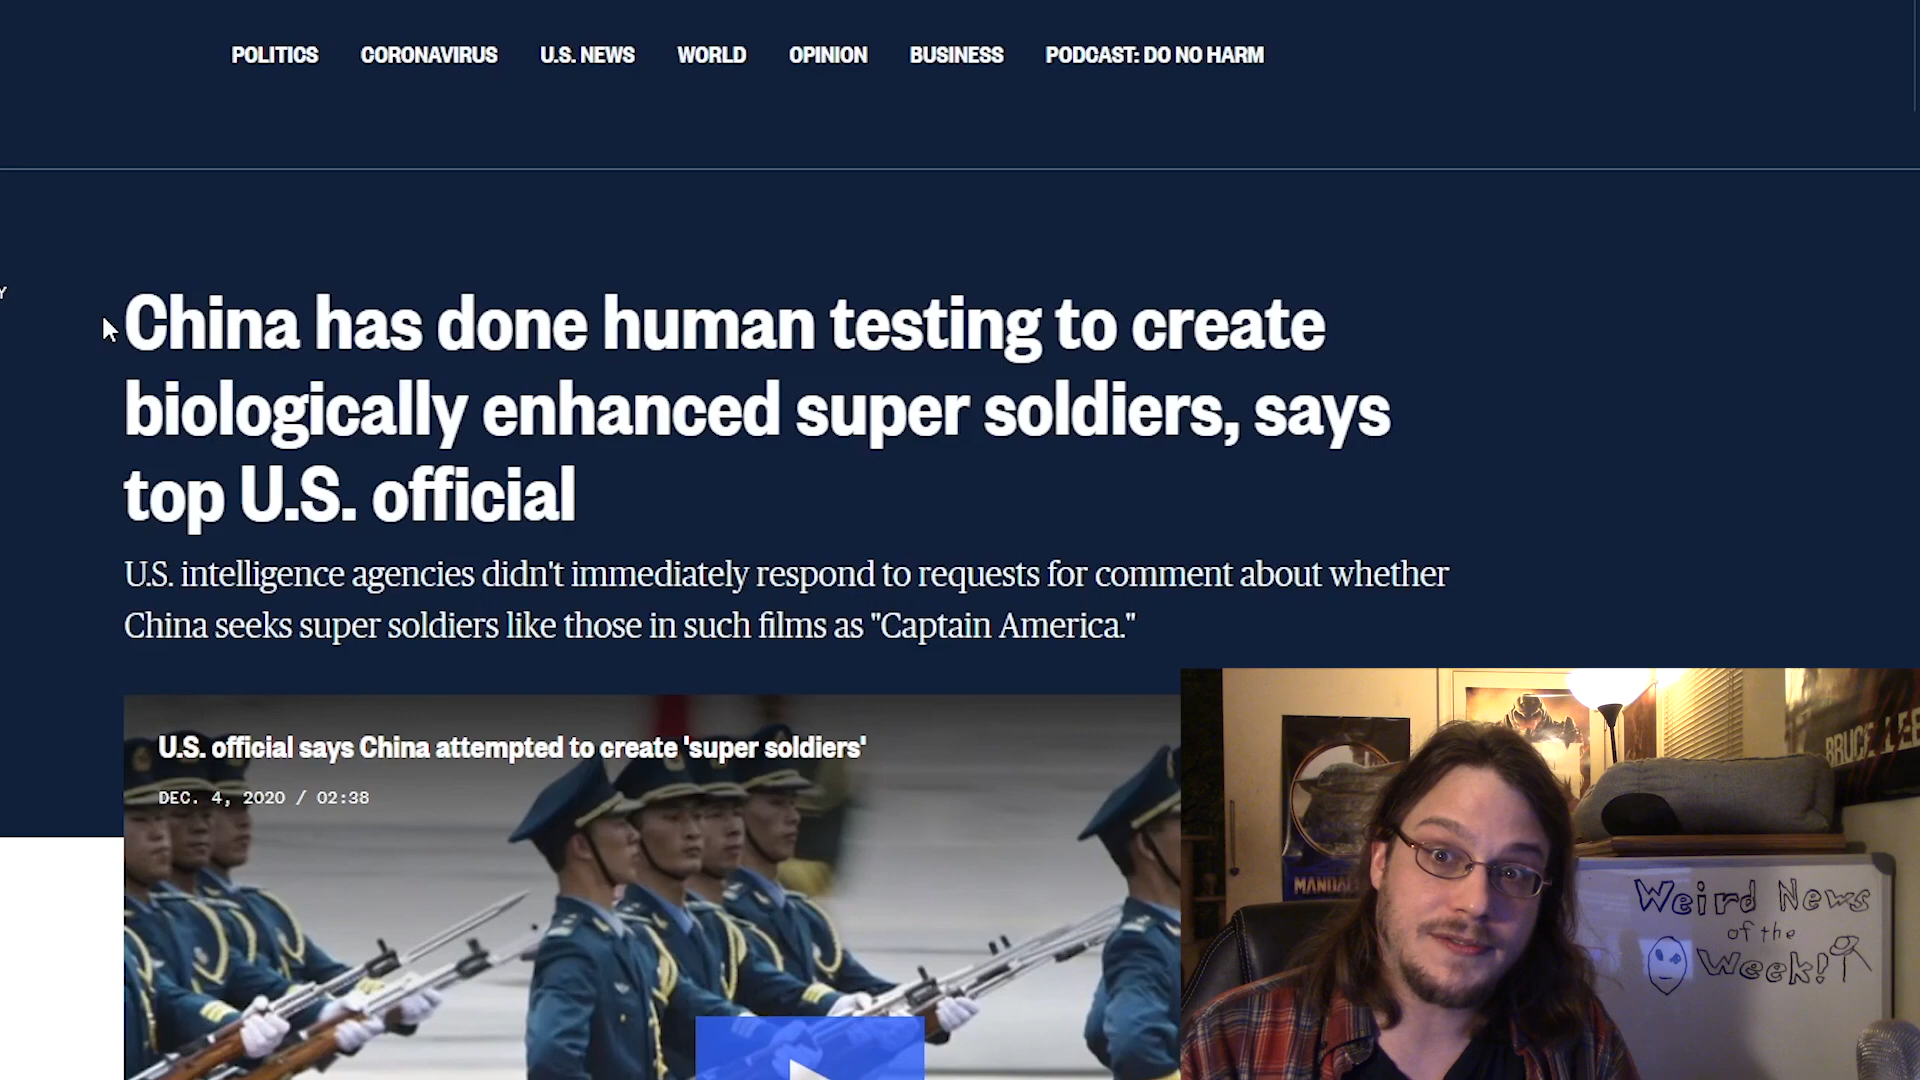 POLITICS CORONAVIRUS U.S. NEWS WORLD OPINION BUSINESS PODCAST: DO NO HARM
Y
China has done human testing to create
biologically enhanced super soldiers, says
top U.S. official
U.S. intelligence agencies didn't immediately respond to requests for comment about whether
China seeks super soldiers like those in such films as "Captain America."
U.S. official says China attempted to create 'super soldiers'
DEC. 4, 2020 / 02:38
BRUCE LEE
MANDAL
Weird News
of the
Week!